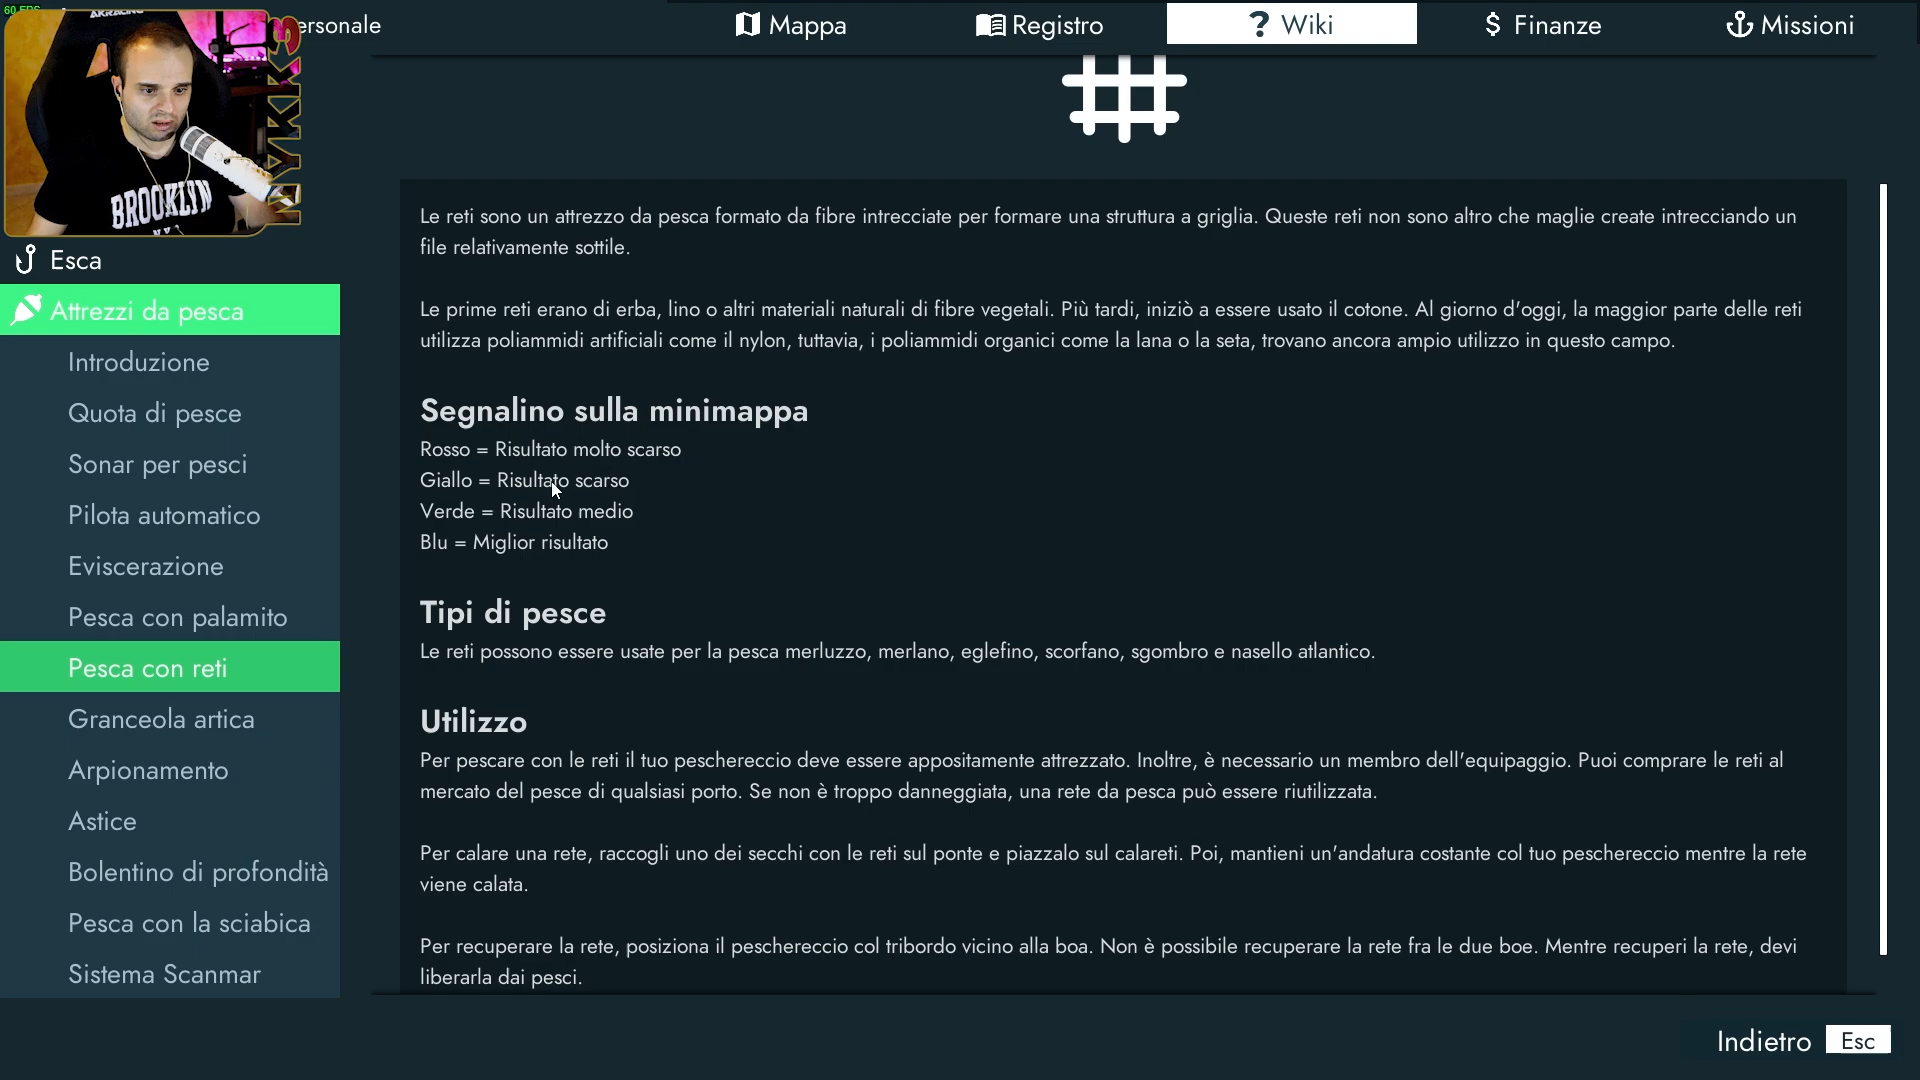 60 FPS
AKRACING
NYKK3
BROOKLYN
ersonale
Mappa
Registro
? Wiki
$ Finanze
Missioni
Esca
Attrezzi da pesca
Introduzione
Quota di pesce
Sonar per pesci
Pilota automatico
Eviscerazione
Pesca con palamito
Pesca con reti
Granceola artica
Arpionamento
Astice
Bolentino di profondità
Pesca con la sciabica
Sistema Scanmar
Le reti sono un attrezzo da pesca formato da fibre intrecciate per formare una struttura a griglia. Queste reti non sono altro che maglie create intrecciando un
file relativamente sottile.
Le prime reti erano di erba, lino o altri materiali naturali di fibre vegetali. Più tardi, iniziò a essere usato il cotone. Al giorno d'oggi, la maggior parte delle reti
utilizza poliammidi artificiali come il nylon, tuttavia, i poliammidi organici come la lana o la seta, trovano ancora ampio utilizzo in questo campo.
Segnalino sulla minimappa
Rosso = Risultato molto scarso
Giallo = Risultato scarso
Verde = Risultato medio
Blu = Miglior risultato
Tipi di pesce
Le reti possono essere usate per la pesca merluzzo, merlano, eglefino, scorfano, sgombro e nasello atlantico.
Utilizzo
Per pescare con le reti il tuo peschereccio deve essere appositamente attrezzato. Inoltre, è necessario un membro dell'equipaggio. Puoi comprare le reti al
mercato del pesce di qualsiasi porto. Se non è troppo danneggiata, una rete da pesca può essere riutilizzata.
Per calare una rete, raccogli uno dei secchi con le reti sul ponte e piazzalo sul calareti. Poi, mantieni un'andatura costante col tuo peschereccio mentre la rete
viene calata.
Per recuperare la rete, posiziona il peschereccio col tribordo vicino alla boa. Non è possibile recuperare la rete fra le due boe. Mentre recuperi la rete, devi
liberarla dai pesci.
Indietro Esc